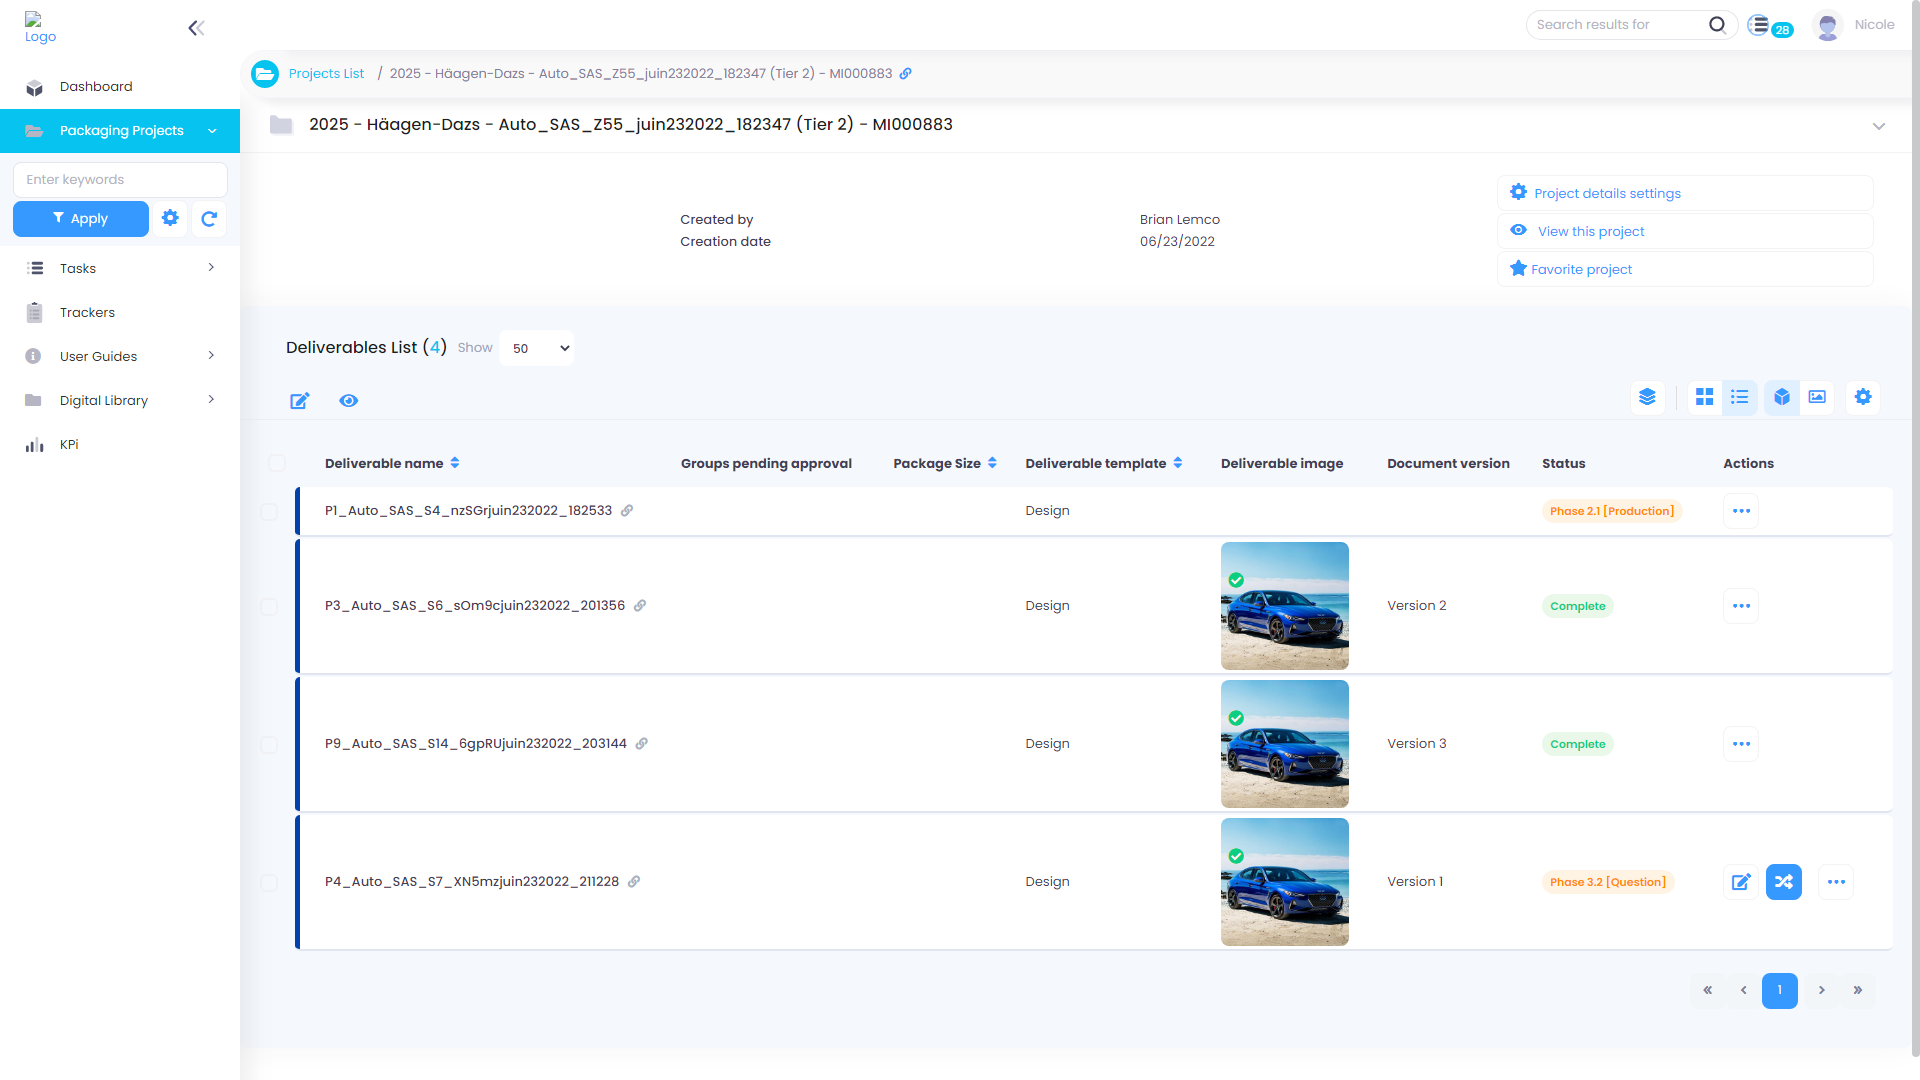 Logo
Search results for
28
Nicole
Projects List / 2025 - Häagen-Dazs - Auto_SAS_Z55_juin232022_182347 (Tier 2) - MI000883
Dashboard
Packaging Projects
Enter keywords
Apply
Tasks
Trackers
User Guides
Digital Library
KPi
2025 - Häagen-Dazs - Auto_SAS_Z55_juin232022_182347 (Tier 2) - MI000883
Created by Brian Lemco
Creation date 06/23/2022
Project details settings
View this project
Favorite project
Deliverables List (4) Show 50
Deliverable name Groups pending approval Package Size Deliverable template Deliverable image Document version Status Actions
P1_Auto_SAS_S4_nzSGrjuin232022_182533 Design Phase 2.1 [Production]
P3_Auto_SAS_S6_sOm9cjuin232022_201356 Design Version 2 Complete
P9_Auto_SAS_S14_6gpRUjuin232022_203144 Design Version 3 Complete
P4_Auto_SAS_S7_XN5mzjuin232022_211228 Design Version 1 Phase 3.2 [Question]
« ‹ 1 › »